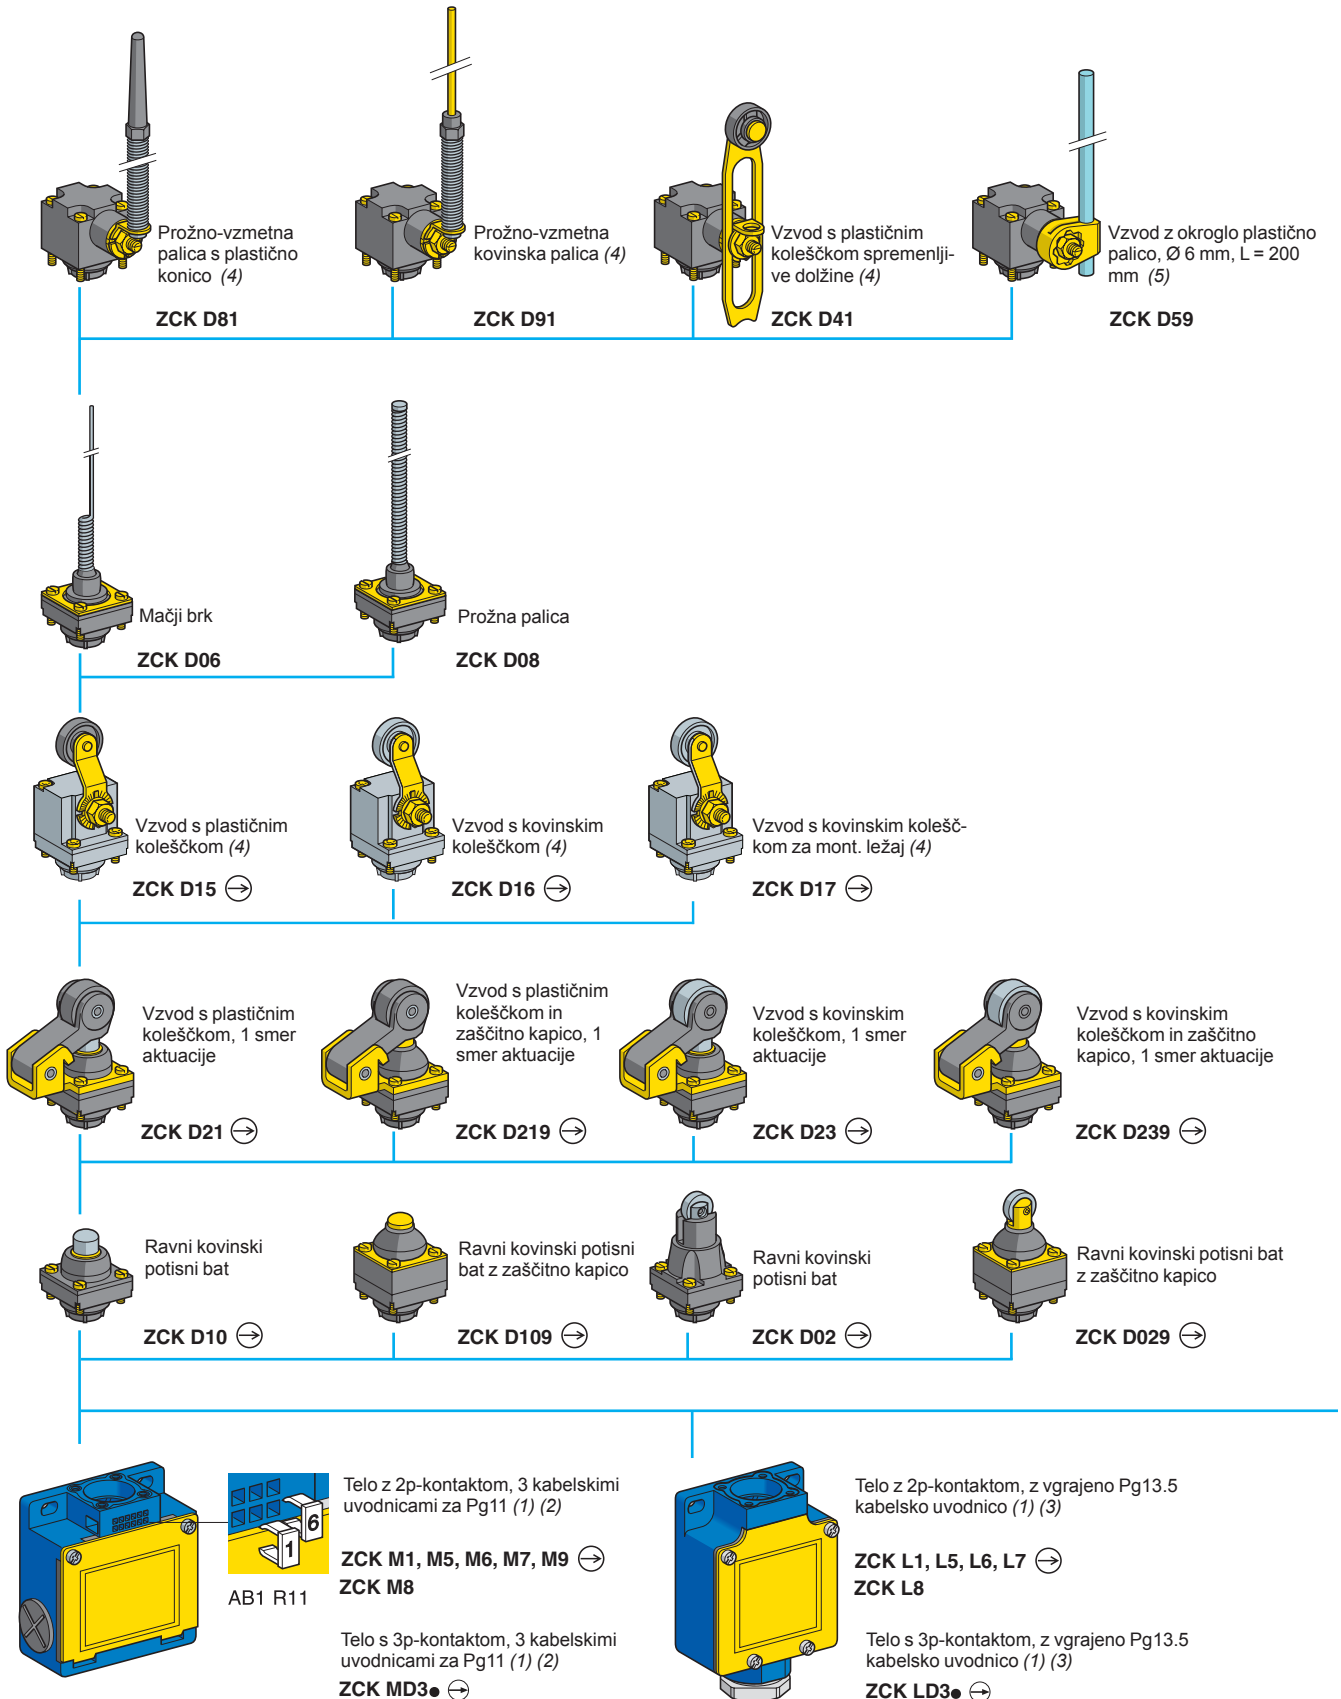 Prožno-vzmetna
palica s plastično
konico (4)
ZCK D81
Prožno-vzmetna
kovinska palica (4)
ZCK D91
Vzvod s plastičnim
koleščkom spremenlji-
ve dolžine (4)
ZCK D41
Vzvod z okroglo plastično
palico, Ø 6 mm, L = 200
mm (5)
ZCK D59
Mačji brk
ZCK D06
Prožna palica
ZCK D08
Vzvod s plastičnim
koleščkom (4)
ZCK D15
Vzvod s kovinskim
koleščkom (4)
ZCK D16
Vzvod s kovinskim kolešč-
kom za mont. ležaj (4)
ZCK D17
Vzvod s plastičnim
koleščkom, 1 smer
aktuacije
ZCK D21
Vzvod s plastičnim
koleščkom in
zaščitno kapico, 1
smer aktuacije
ZCK D219
Vzvod s kovinskim
koleščkom, 1 smer
aktuacije
ZCK D23
Vzvod s kovinskim
koleščkom in zaščitno
kapico, 1 smer aktuacije
ZCK D239
Ravni kovinski
potisni bat
ZCK D10
Ravni kovinski potisni
bat z zaščitno kapico
ZCK D109
Ravni kovinski
potisni bat
ZCK D02
Ravni kovinski potisni bat
z zaščitno kapico
ZCK D029
6
1
AB1 R11
Telo z 2p-kontaktom, 3 kabelskimi
uvodnicami za Pg11 (1) (2)
ZCK M1, M5, M6, M7, M9
ZCK M8
Telo s 3p-kontaktom, 3 kabelskimi
uvodnicami za Pg11 (1) (2)
ZCK MD3●
Telo z 2p-kontaktom, z vgrajeno Pg13.5
kabelsko uvodnico (1) (3)
ZCK L1, L5, L6, L7
ZCK L8
Telo s 3p-kontaktom, z vgrajeno Pg13.5
kabelsko uvodnico (1) (3)
ZCK LD3●